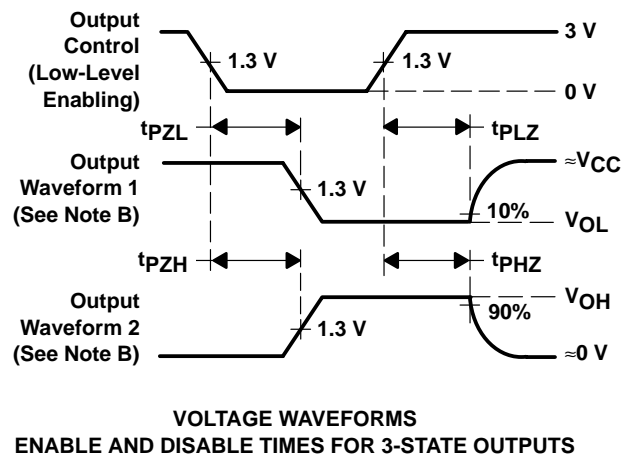 Output
Control
(Low-Level
Enabling)
1.3 V
1.3 V
3 V
0 V
tPZL
tPLZ
Output
Waveform 1
(See Note B)
1.3 V
≈VCC
10%
VOL
tPZH
tPHZ
Output
Waveform 2
(See Note B)
1.3 V
VOH
90%
≈0 V
VOLTAGE WAVEFORMS
ENABLE AND DISABLE TIMES FOR 3-STATE OUTPUTS